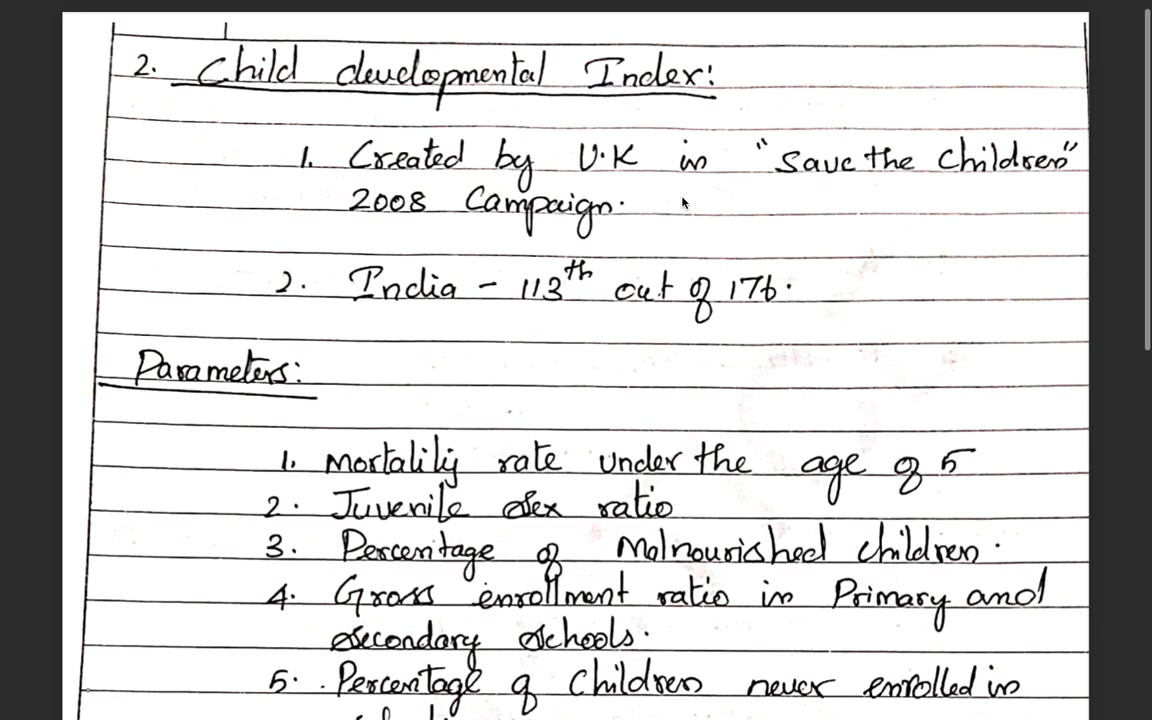 2. Child developmental Index:
1. Created by U.K in "Save the Children"
2008 Campaign.
2. India - 113th out of 176.
Parameters:
1. Mortality rate under the age of 5
2. Juvenile Sex ratio
3. Percentage of Malnourished children.
4. Gross enrollment ratio in Primary and
Secondary Schools.
5. Percentage of Children never enrolled in